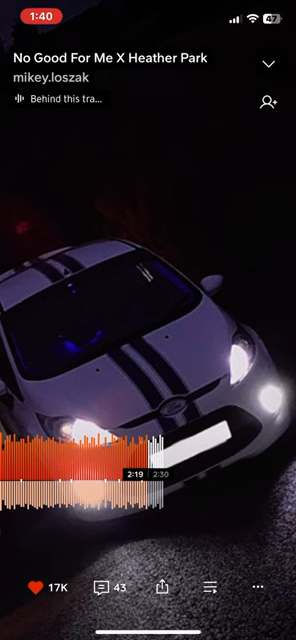 1:40
47
No Good For Me X Heather Park
mikey.loszak
Behind this tra...
2:19 2:30
17K
43